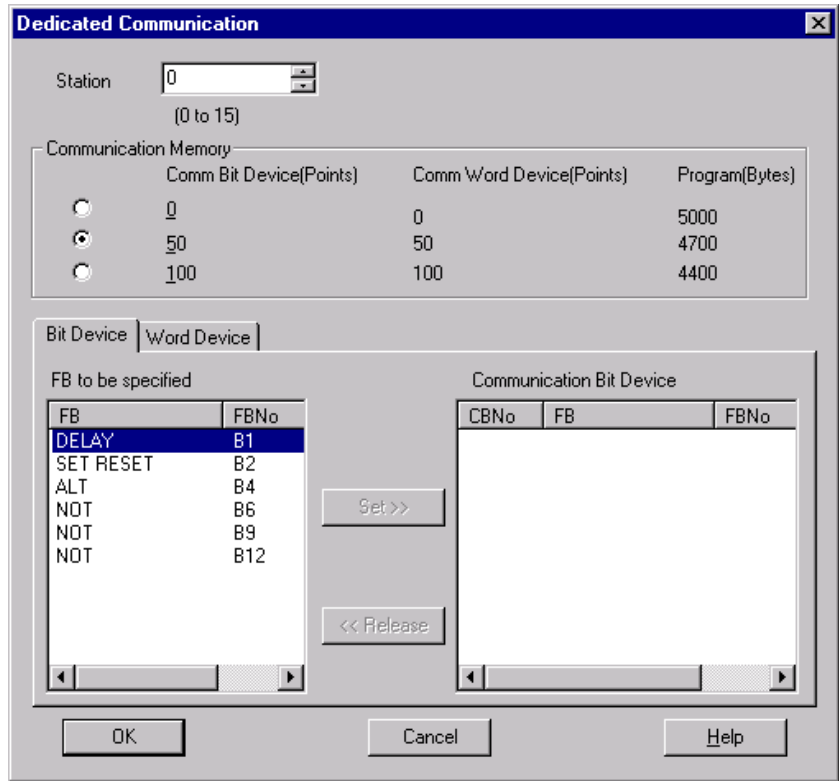 Dedicated Communication
Station
0
(0 to 15)
Communication Memory
Comm Bit Device(Points) Comm Word Device(Points) Program(Bytes)
0 0 5000
50 50 4700
100 100 4400
Bit Device Word Device
FB to be specified Communication Bit Device
FB FBNo CBNo FB FBNo
DELAY B1
SET RESET B2
ALT B4
NOT B6
NOT B9
NOT B12
Set >>
<< Release
OK Cancel Help